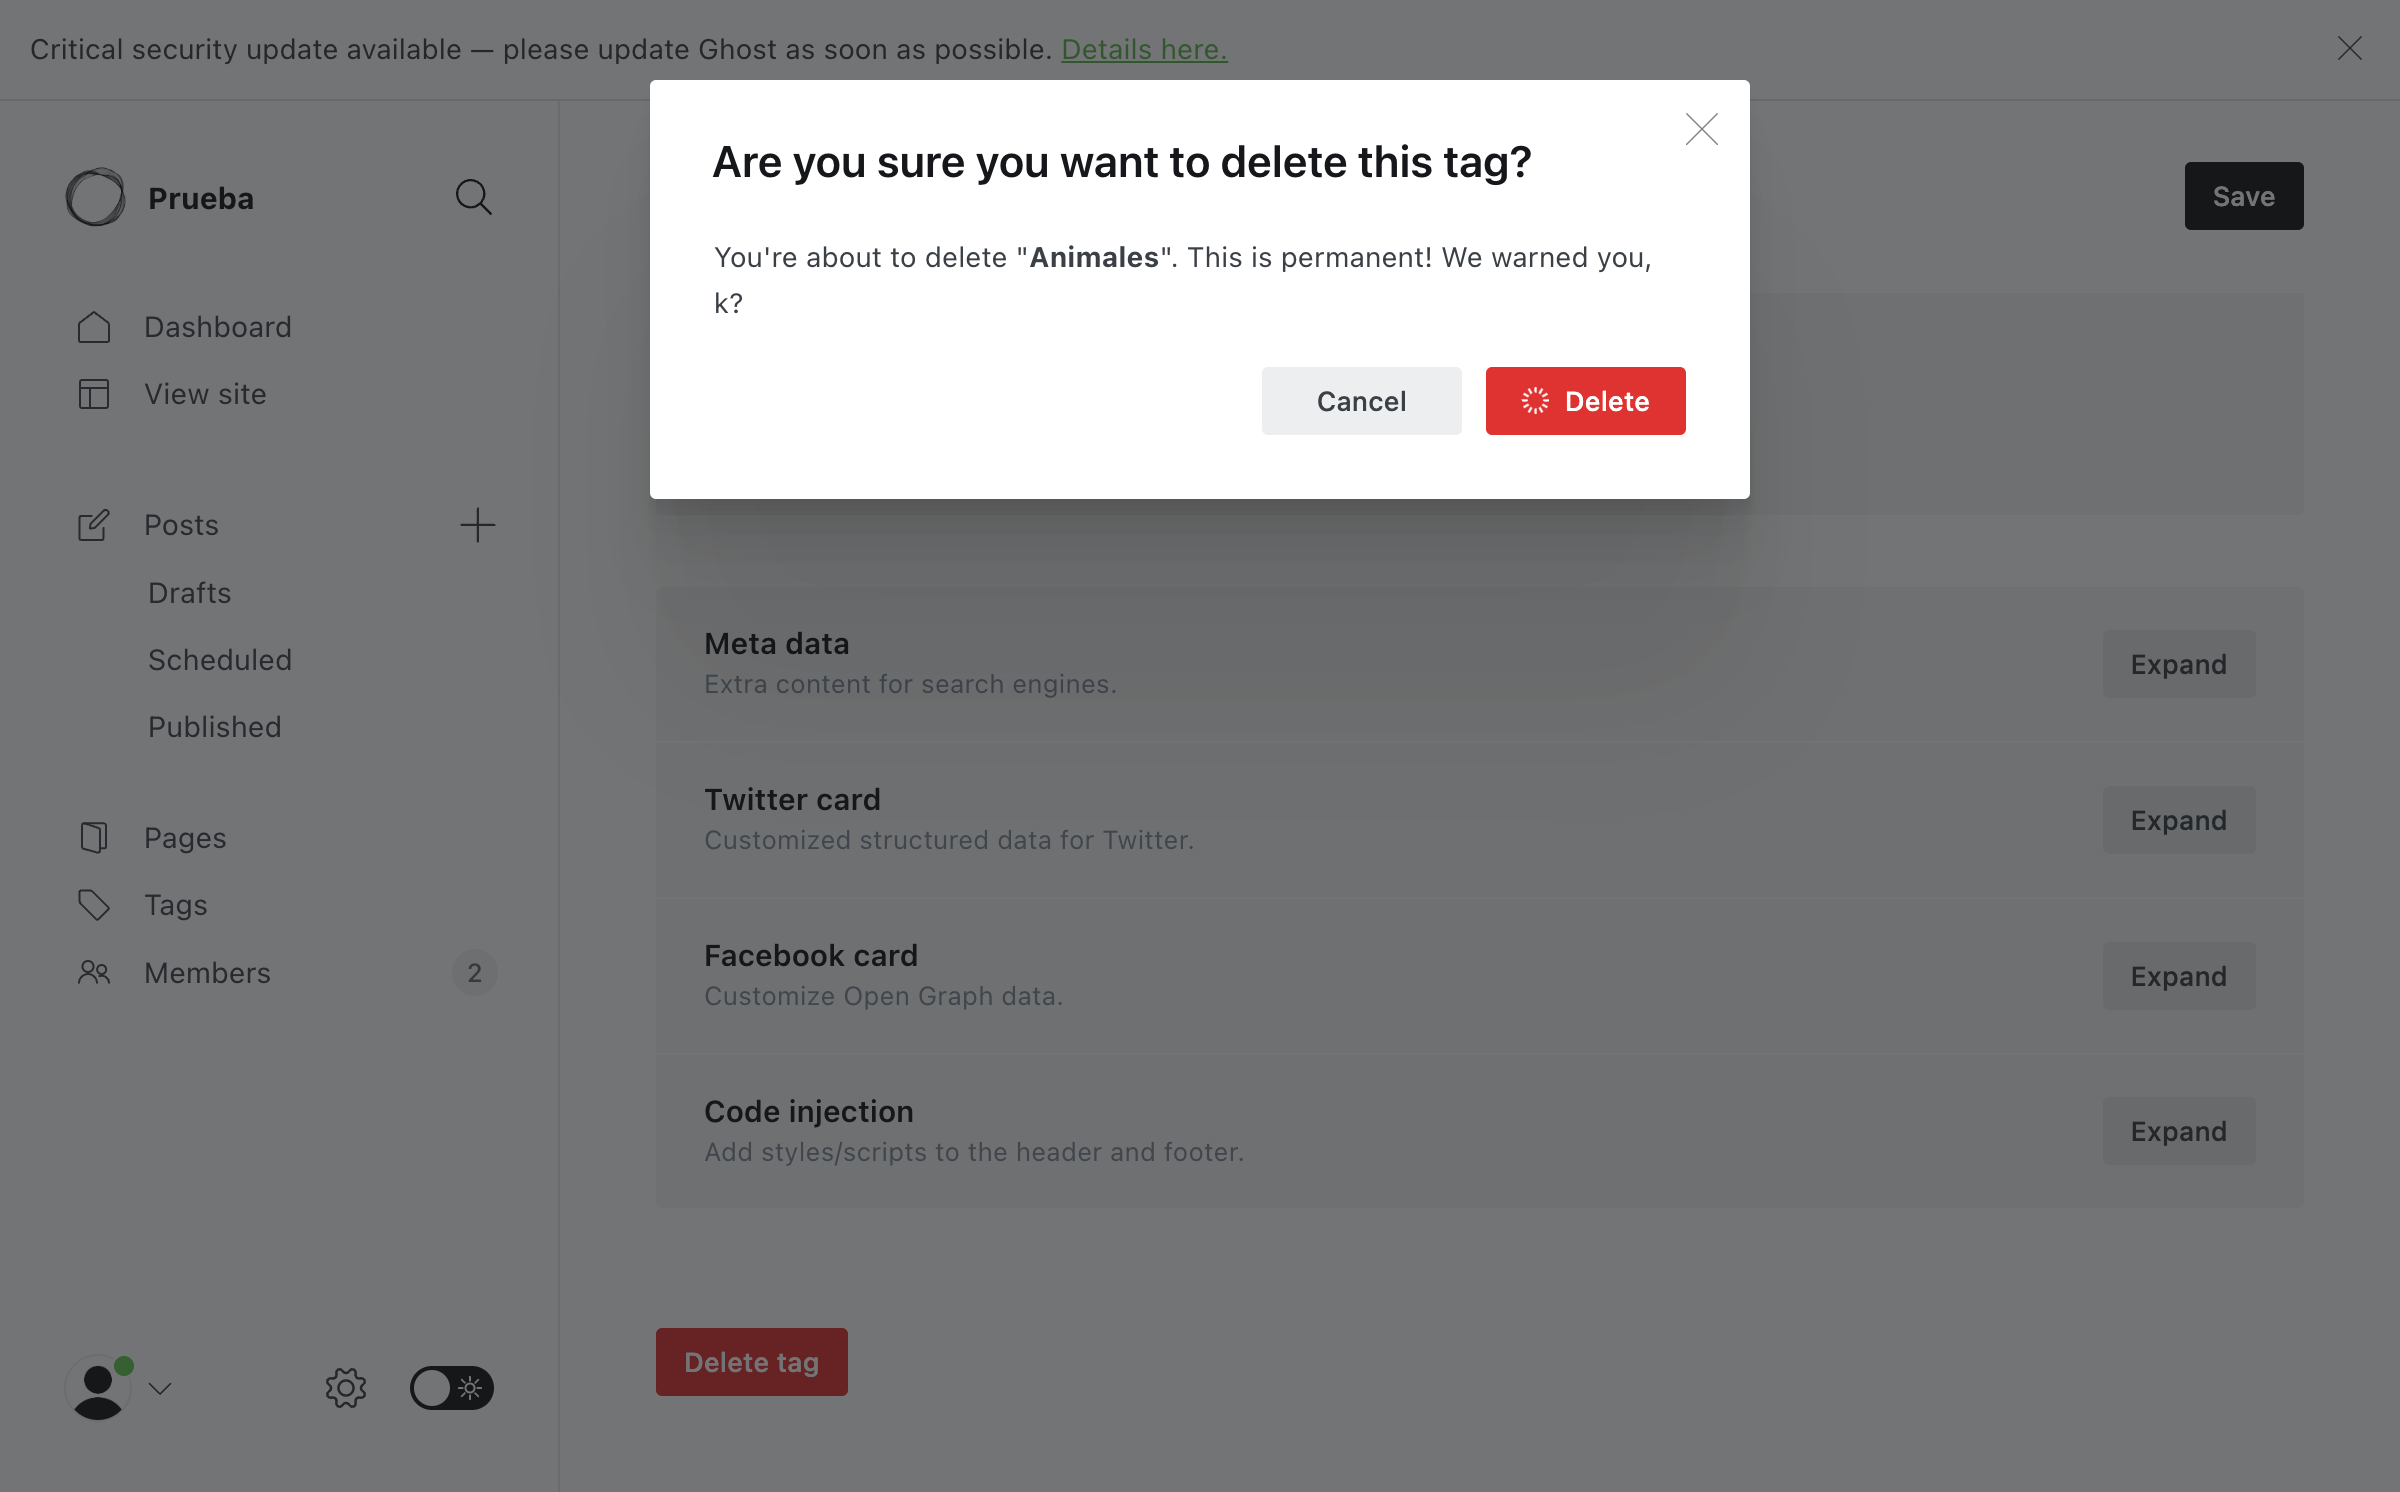 Critical security update available — please update Ghost as soon as possible. Details here.
Are you sure you want to delete this tag?
You're about to delete "Animales". This is permanent! We warned you,
k?
Cancel
Delete
Prueba
Save
Dashboard
View site
Posts
Drafts
Scheduled
Published
Pages
Tags
Members
2
Meta data
Extra content for search engines.
Expand
Twitter card
Customized structured data for Twitter.
Expand
Facebook card
Customize Open Graph data.
Expand
Code injection
Add styles/scripts to the header and footer.
Expand
Delete tag